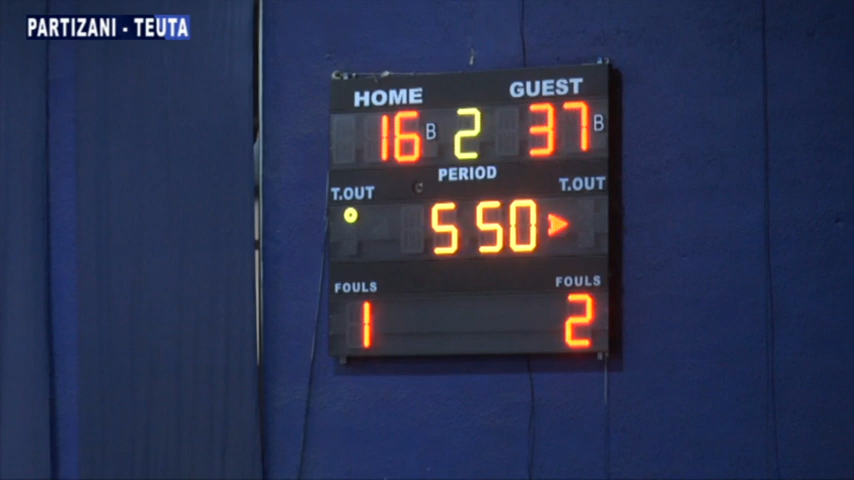 PARTIZANI - TEUTA
HOME GUEST
16 B 2 37 B
PERIOD
T.OUT T.OUT
5 50
FOULS FOULS
1 2